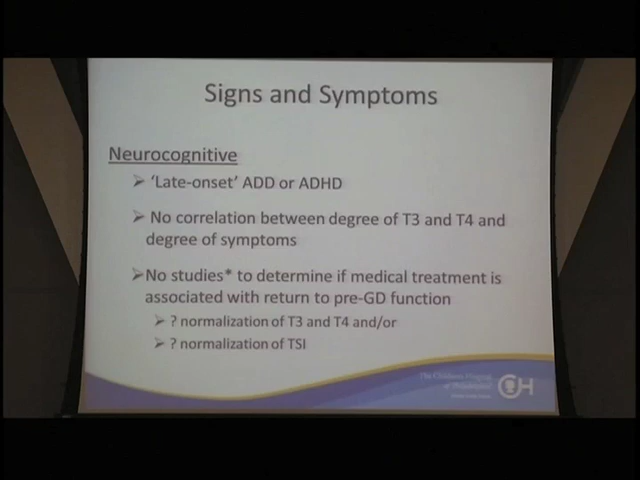 Signs and Symptoms
Neurocognitive
➢ 'Late-onset' ADD or ADHD
➢ No correlation between degree of T3 and T4 and
degree of symptoms
➢ No studies* to determine if medical treatment is
associated with return to pre-GD function
➢ ? normalization of T3 and T4 and/or
➢ ? normalization of TSI
The Children's Hospital
of Philadelphia
CH